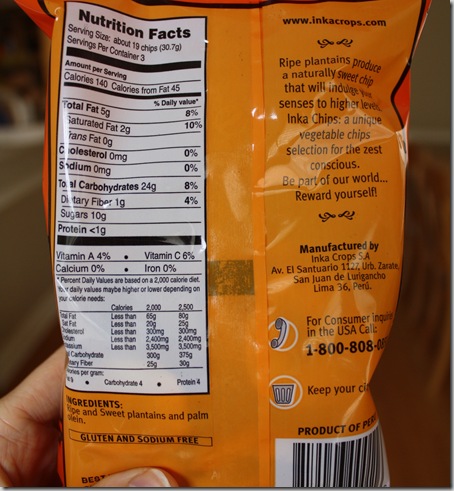 Nutrition Facts
Serving Size: about 19 chips (30.7g)
Servings Per Container 3
Amount per Serving
Calories 140 Calories from Fat 45
% Daily value*
Total Fat 5g 8%
Saturated Fat 2g 10%
Trans Fat 0g
Cholesterol 0mg 0%
Sodium 0mg 0%
Total Carbohydrates 24g 8%
Dietary Fiber 1g 4%
Sugars 10g
Protein <1g
Vitamin A 4% • Vitamin C 6%
Calcium 0% • Iron 0%
* Percent Daily Values are based on a 2,000 calorie diet.
Your daily values maybe higher or lower depending on
your calorie needs:
Calories 2,000 2,500
Total Fat Less than 65g 80g
Sat Fat Less than 20g 25g
Cholesterol Less than 300mg 300mg
Sodium Less than 2,400mg 2,400mg
Potassium Less than 3,500mg 3,500mg
Carbohydrate 300g 375g
Fiber 25g 30g
Calories per gram:
• Carbohydrate 4 • Protein 4
INGREDIENTS:
Ripe and Sweet plantains and palm
olein.
GLUTEN AND SODIUM FREE
BEST
www.inkacrops.com
Ripe plantains produce
a naturally sweet chip
that will indulge your
senses to higher level.
Inka Chips: a unique
vegetable chips
selection for the zest
conscious.
Be part of our world...
Reward yourself!
Manufactured by
Inka Crops S.A
Av. El Santuario 1127, Urb. Zarate,
San Juan de Lurigancho
Lima 36, Perú.
For Consumer
in the USA Call:
1-800-808-0
Keep your
PRODUCT OF